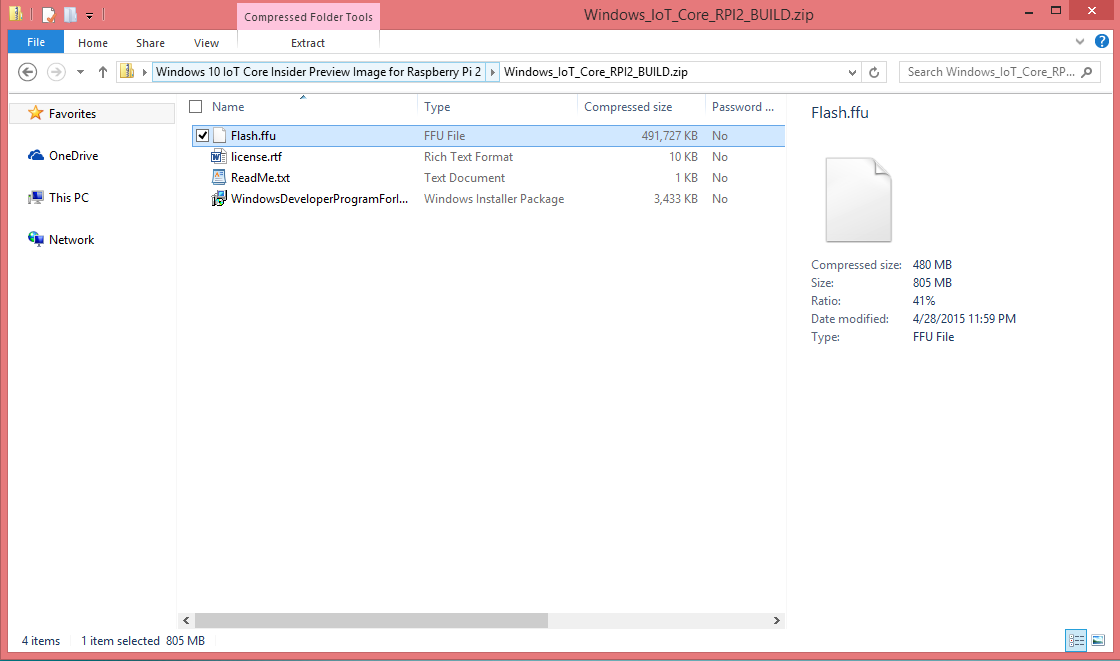 Compressed Folder Tools
Windows_IoT_Core_RPI2_BUILD.zip
File Home Share View Extract
Windows 10 IoT Core Insider Preview Image for Raspberry Pi 2 Windows_IoT_Core_RPI2_BUILD.zip Search Windows_IoT_Core_RP...
Favorites
OneDrive
This PC
Network
Name Type Compressed size Password ...
Flash.ffu FFU File 491,727 KB No
license.rtf Rich Text Format 10 KB No
ReadMe.txt Text Document 1 KB No
WindowsDeveloperProgramForI... Windows Installer Package 3,433 KB No
Flash.ffu
Compressed size: 480 MB
Size: 805 MB
Ratio: 41%
Date modified: 4/28/2015 11:59 PM
Type: FFU File
4 items 1 item selected 805 MB